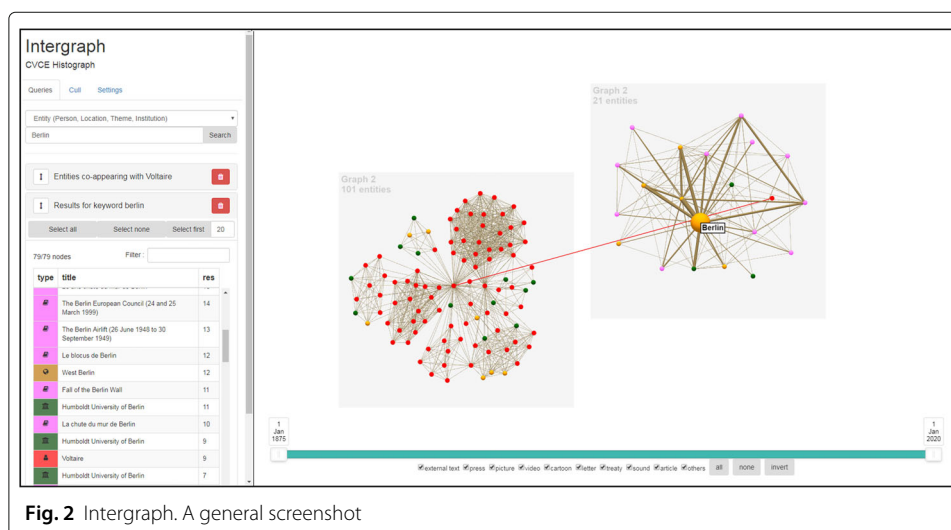 Intergraph
CVCE Histograph
Queries Cull Settings
Entity (Person, Location, Theme, Institution)
Berlin Search
Entities co-appearing with Voltaire
Results for keyword berlin
Select all Select none Select first 20
79/79 nodes Filter :
type title res
The Berlin European Council (24 and 25 14
March 1999)
The Berlin Airlift (26 June 1948 to 30 13
September 1949)
Le blocus de Berlin 12
West Berlin 12
Fall of the Berlin Wall 11
Humboldt University of Berlin 11
La chute du mur de Berlin 10
Humboldt University of Berlin 9
Voltaire 9
Humboldt University of Berlin 7
Graph 2
101 entities
Graph 2
21 entities
Berlin
1
Jan
1875
1
Jan
2020
external text press picture video cartoon letter treaty sound article others all none invert
Fig. 2 Intergraph. A general screenshot